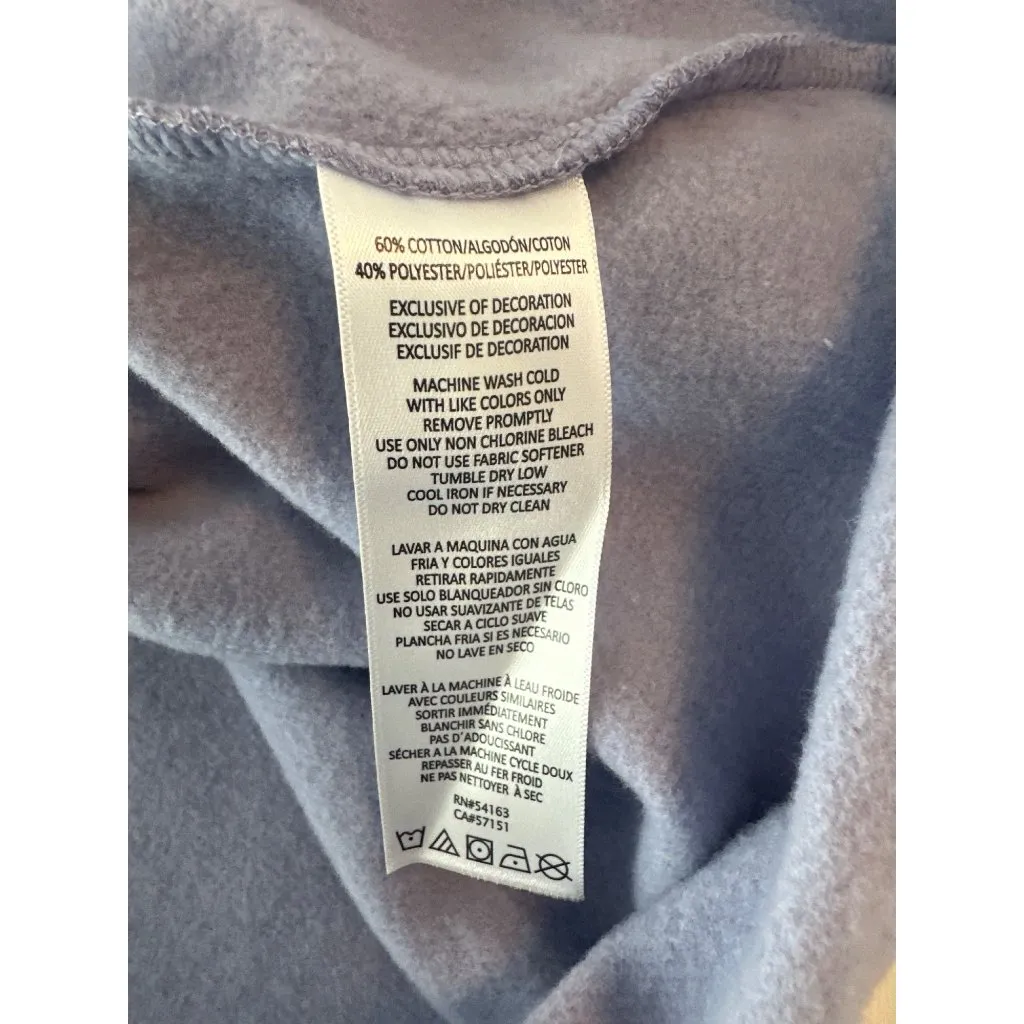 60% COTTON/ALGODÓN/COTON
40% POLYESTER/POLIÉSTER/POLYESTER
EXCLUSIVE OF DECORATION
EXCLUSIVO DE DECORACION
EXCLUSIF DE DECORATION
MACHINE WASH COLD
WITH LIKE COLORS ONLY
REMOVE PROMPTLY
USE ONLY NON CHLORINE BLEACH
DO NOT USE FABRIC SOFTENER
TUMBLE DRY LOW
COOL IRON IF NECESSARY
DO NOT DRY CLEAN
LAVAR A MAQUINA CON AGUA
FRIA Y COLORES IGUALES
RETIRAR RAPIDAMENTE
USE SOLO BLANQUEADOR SIN CLORO
NO USAR SUAVIZANTE DE TELAS
SECAR A CICLO SUAVE
PLANCHA FRIA SI ES NECESARIO
NO LAVE EN SECO
LAVER À LA MACHINE À LEAU FROIDE
AVEC COULEURS SIMILAIRES
SORTIR IMMÉDIATEMENT
BLANCHIR SANS CHLORE
PAS D'ADOUCISSANT
SÉCHER A LA MACHINE CYCLE DOUX
REPASSER AU FER FROID
NE PAS NETTOYER À SEC
RN#54163
CA#57151